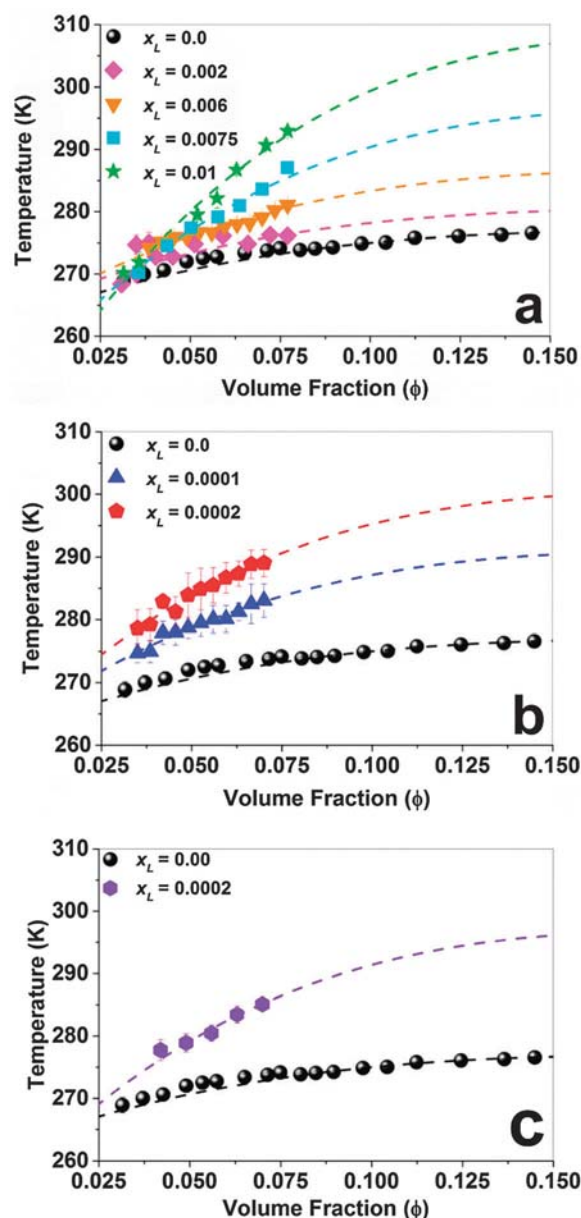 310
300
290
280
270
260
Temperature (K)
x_L = 0.0
x_L = 0.002
x_L = 0.006
x_L = 0.0075
x_L = 0.01
a
0.025 0.050 0.075 0.100 0.125 0.150
Volume Fraction (ϕ)
310
300
290
280
270
260
Temperature (K)
x_L = 0.0
x_L = 0.0001
x_L = 0.0002
b
0.025 0.050 0.075 0.100 0.125 0.150
Volume Fraction (ϕ)
310
300
290
280
270
260
Temperature (K)
x_L = 0.00
x_L = 0.0002
c
0.025 0.050 0.075 0.100 0.125 0.150
Volume Fraction (ϕ)